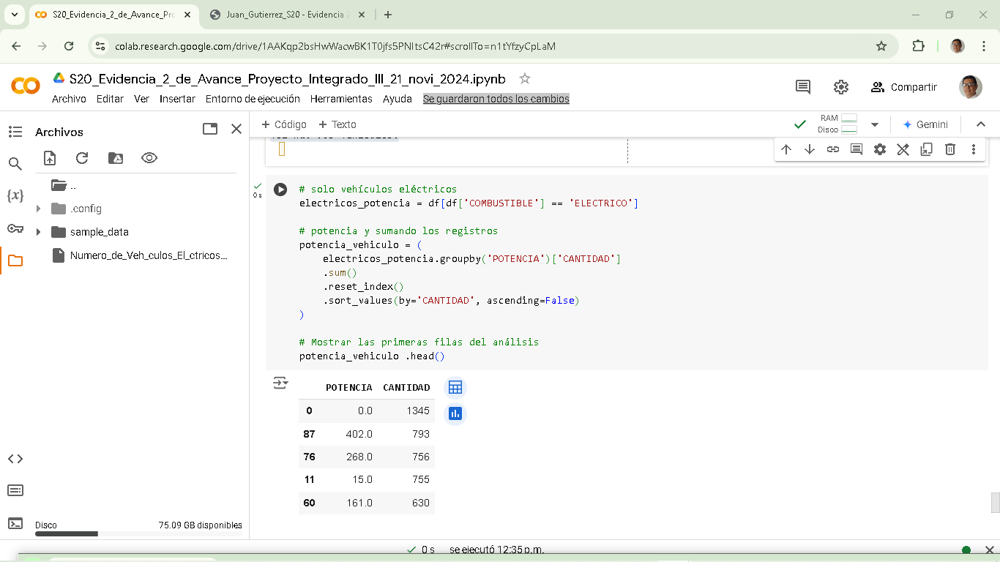 S20_Evidencia_2_de_Avance_Pro
Juan_Gutierrez_S20 - Evidencia 2
colab.research.google.com/drive/1AAKqp2bsHwWacwBK1T0jfs5PNItsC42r#scrollTo=n1tYfzyCpLaM
S20_Evidencia_2_de_Avance_Proyecto_Integrado_III_21_novi_2024.ipynb
Archivo Editar Ver Insertar Entorno de ejecución Herramientas Ayuda Se guardaron todos los cambios
Compartir
Archivos
+ Código + Texto
RAM
Disco
Gemini
..
.config
sample_data
Numero_de_Veh_culos_El_ctricos...
0 s
# solo vehículos eléctricos
electricos_potencia = df[df['COMBUSTIBLE'] == 'ELECTRICO']
# potencia y sumando los registros
potencia_vehiculo = (
electricos_potencia.groupby('POTENCIA')['CANTIDAD']
.sum()
.reset_index()
.sort_values(by='CANTIDAD', ascending=False)
)
# Mostrar las primeras filas del análisis
potencia_vehiculo .head()
POTENCIA CANTIDAD
0 0.0 1345
87 402.0 793
76 268.0 756
11 15.0 755
60 161.0 630
Disco 75.09 GB disponibles
0 s se ejecutó 12:35 p.m.